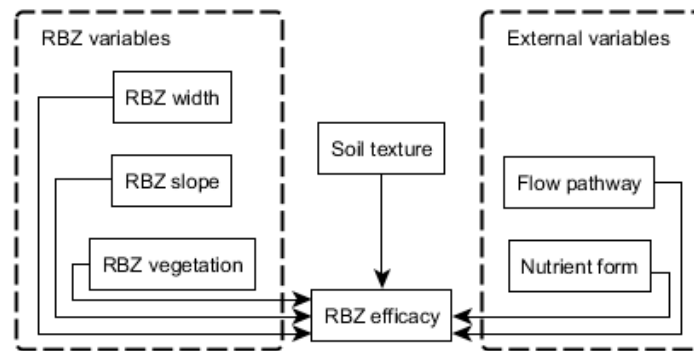 RBZ variables
RBZ width
RBZ slope
RBZ vegetation
Soil texture
RBZ efficacy
External variables
Flow pathway
Nutrient form